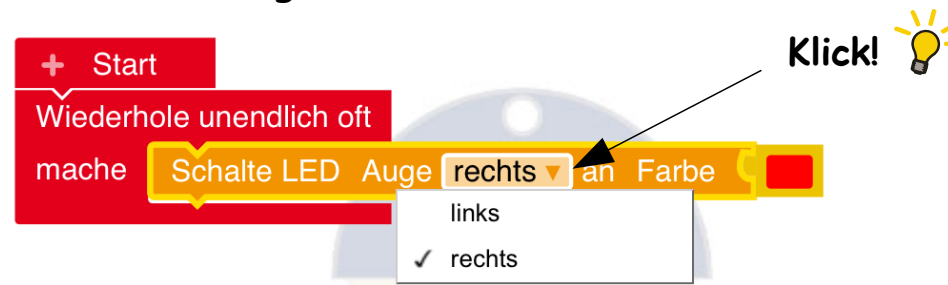 Klick!
+ Start
Wiederhole unendlich oft
mache Schalte LED Auge rechts an Farbe
links
✓ rechts